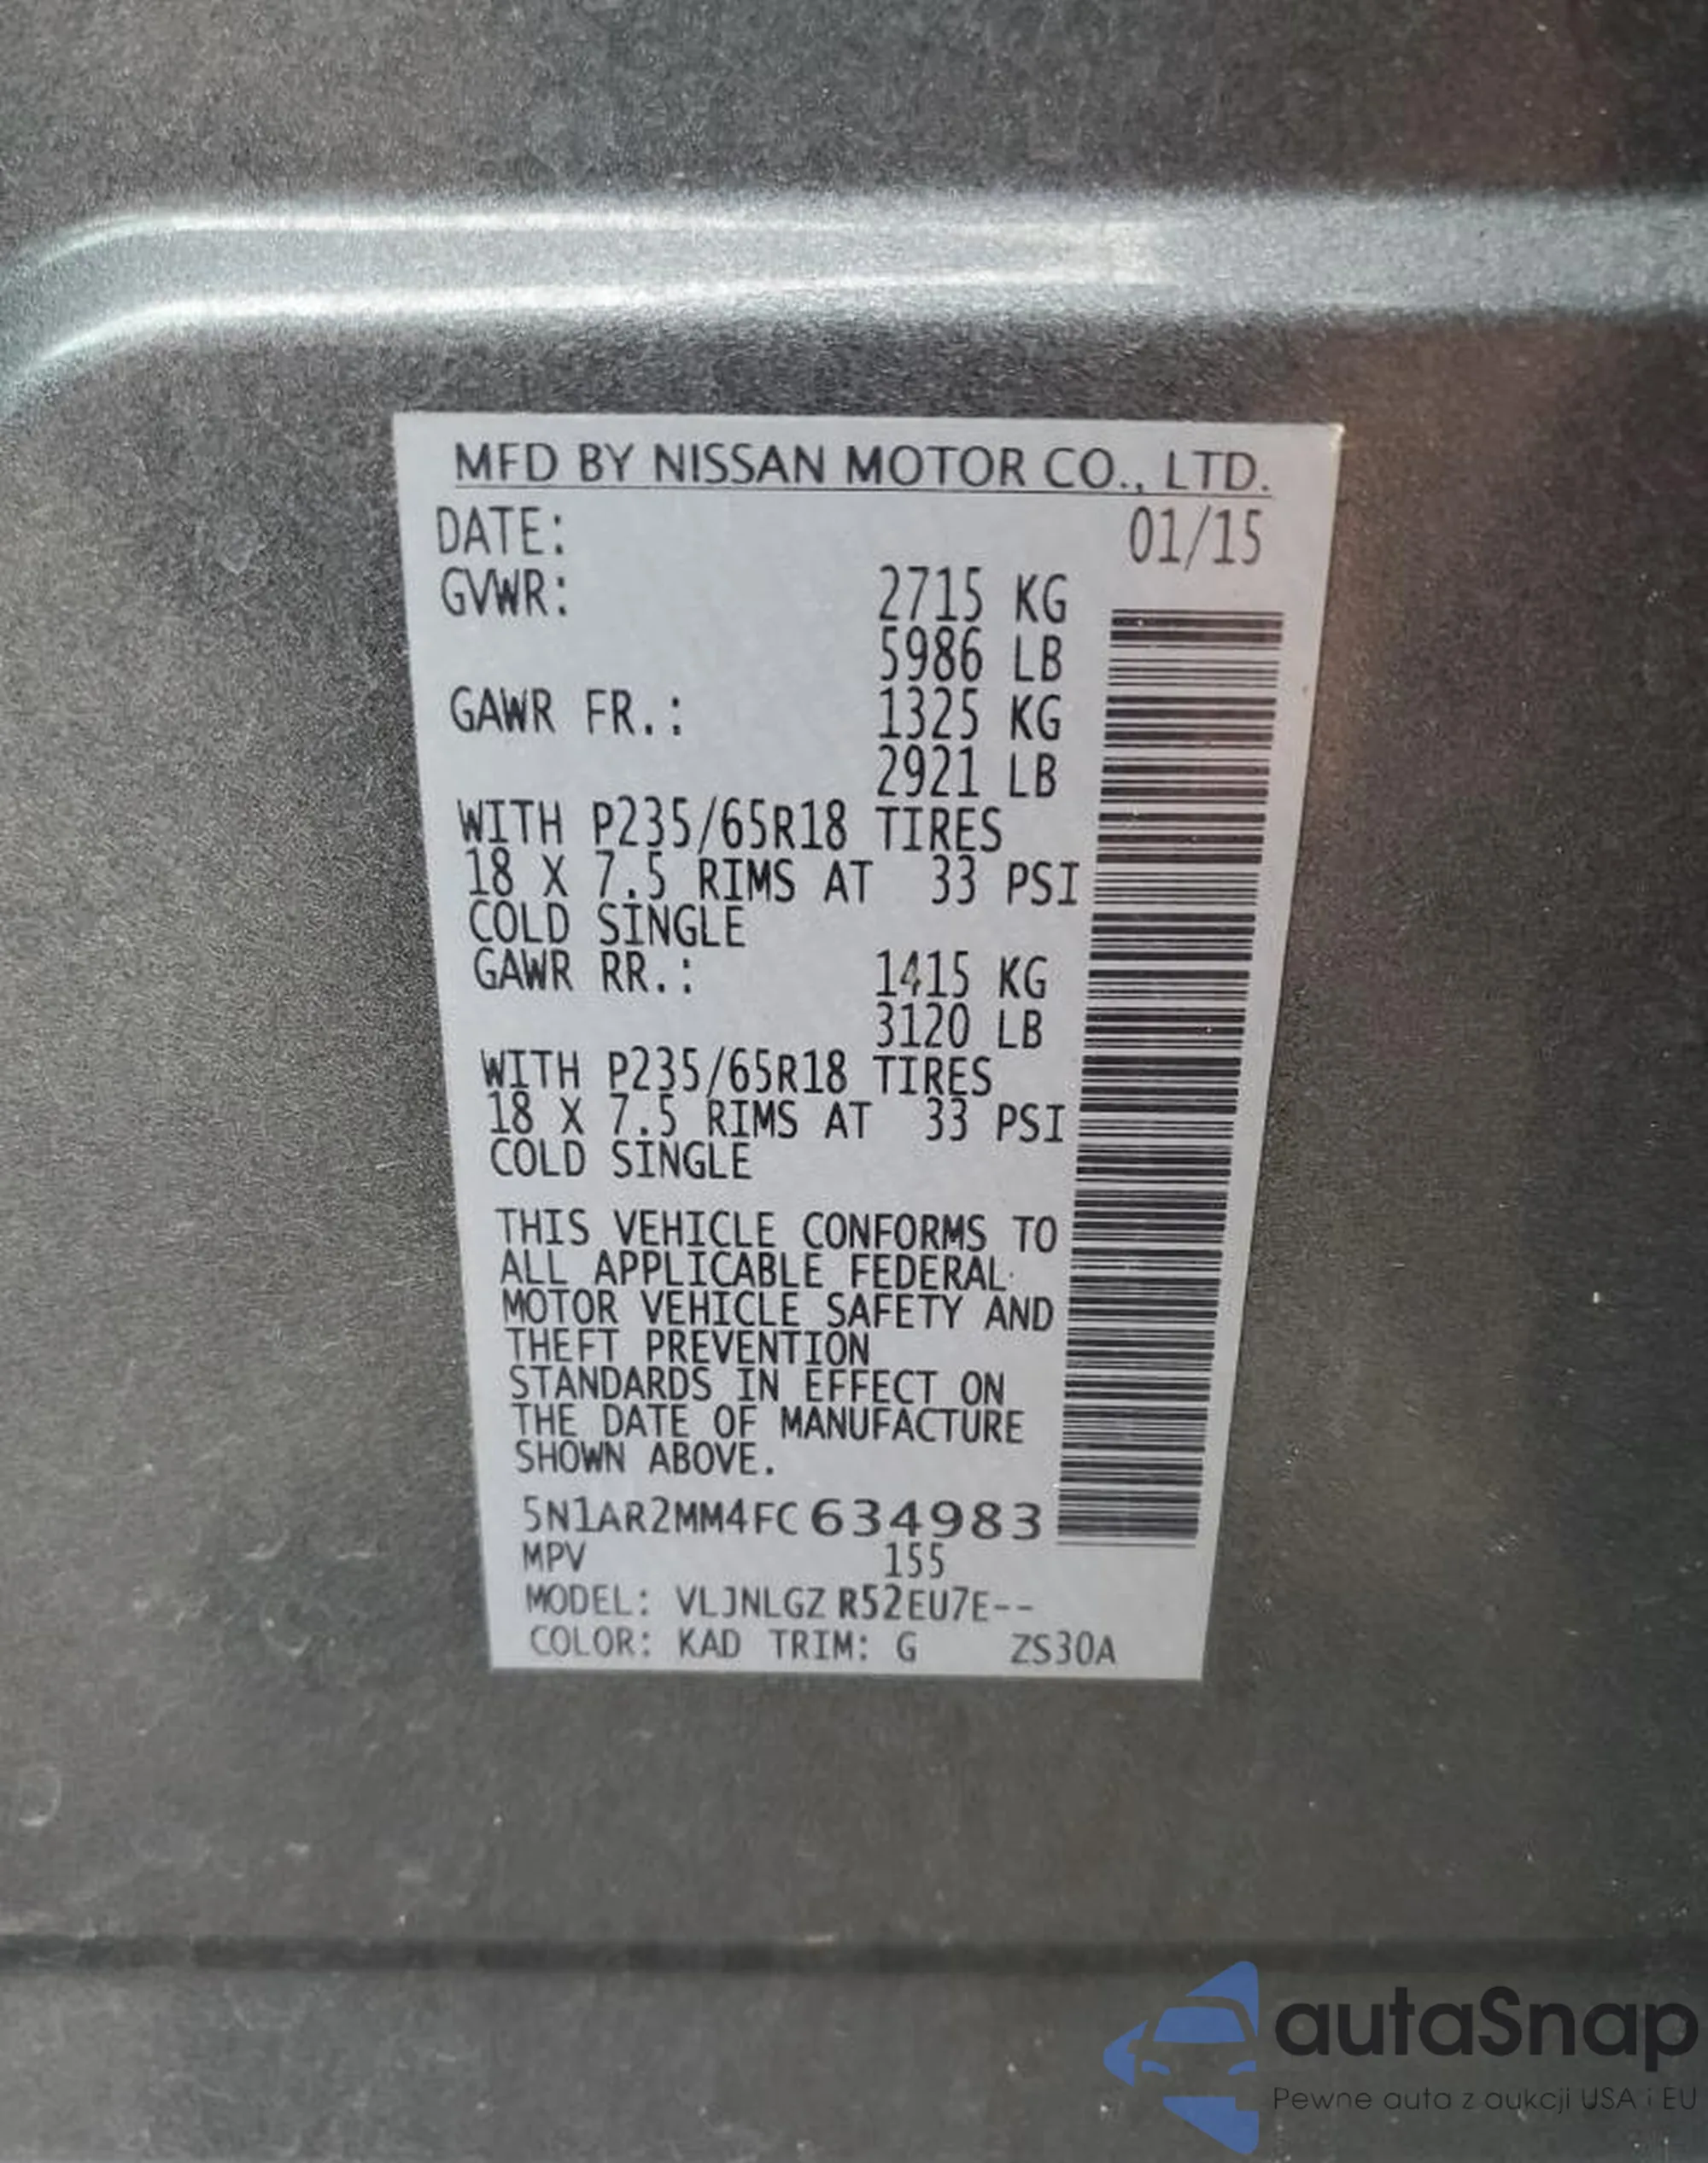 MFD BY NISSAN MOTOR CO., LTD.
DATE: 01/15
GVWR: 2715 KG
5986 LB
GAWR FR.: 1325 KG
2921 LB
WITH P235/65R18 TIRES
18 X 7.5 RIMS AT 33 PSI
COLD SINGLE
GAWR RR.: 1415 KG
3120 LB
WITH P235/65R18 TIRES
18 X 7.5 RIMS AT 33 PSI
COLD SINGLE
THIS VEHICLE CONFORMS TO
ALL APPLICABLE FEDERAL
MOTOR VEHICLE SAFETY AND
THEFT PREVENTION
STANDARDS IN EFFECT ON
THE DATE OF MANUFACTURE
SHOWN ABOVE.
5N1AR2MM4FC634983
MPV 155
MODEL: VLJNLGZ R52EU7E--
COLOR: KAD TRIM: G ZS30A
autaSnap
Pewne auta z aukcji USA i EU